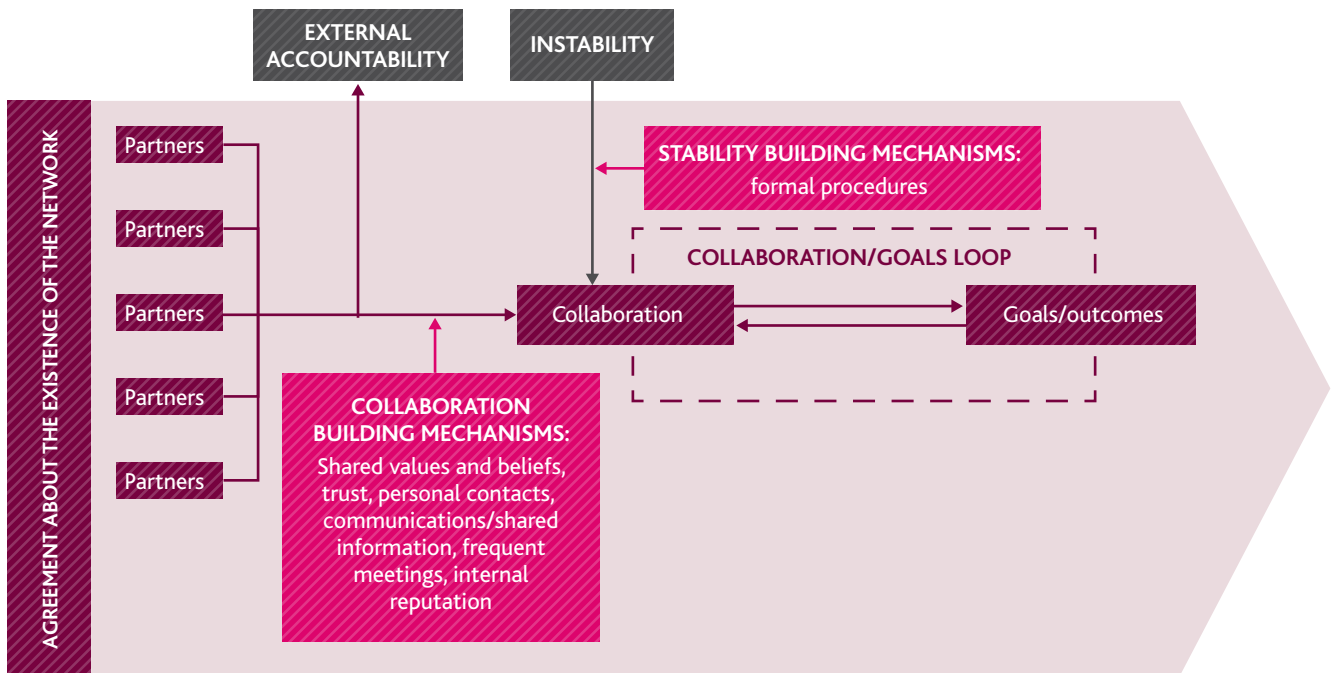 EXTERNAL
ACCOUNTABILITY
INSTABILITY
AGREEMENT ABOUT THE EXISTENCE OF THE NETWORK
Partners
Partners
Partners
Partners
Partners
STABILITY BUILDING MECHANISMS:
formal procedures
COLLABORATION/GOALS LOOP
Collaboration
Goals/outcomes
COLLABORATION
BUILDING MECHANISMS:
Shared values and beliefs,
trust, personal contacts,
communications/shared
information, frequent
meetings, internal
reputation